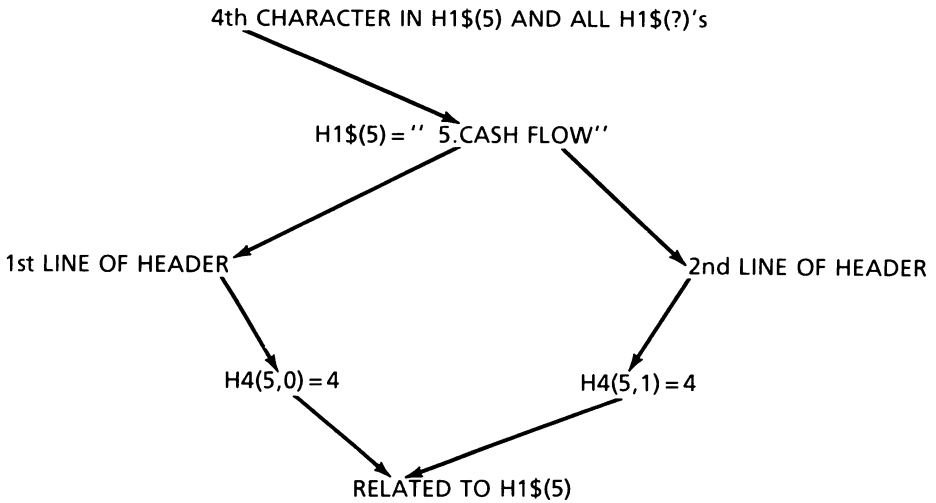 4th CHARACTER IN H1$(5) AND ALL H1$(?)'s
H1$(5) = '' 5.CASH FLOW''
1st LINE OF HEADER
2nd LINE OF HEADER
H4(5,0) = 4
H4(5,1) = 4
RELATED TO H1$(5)